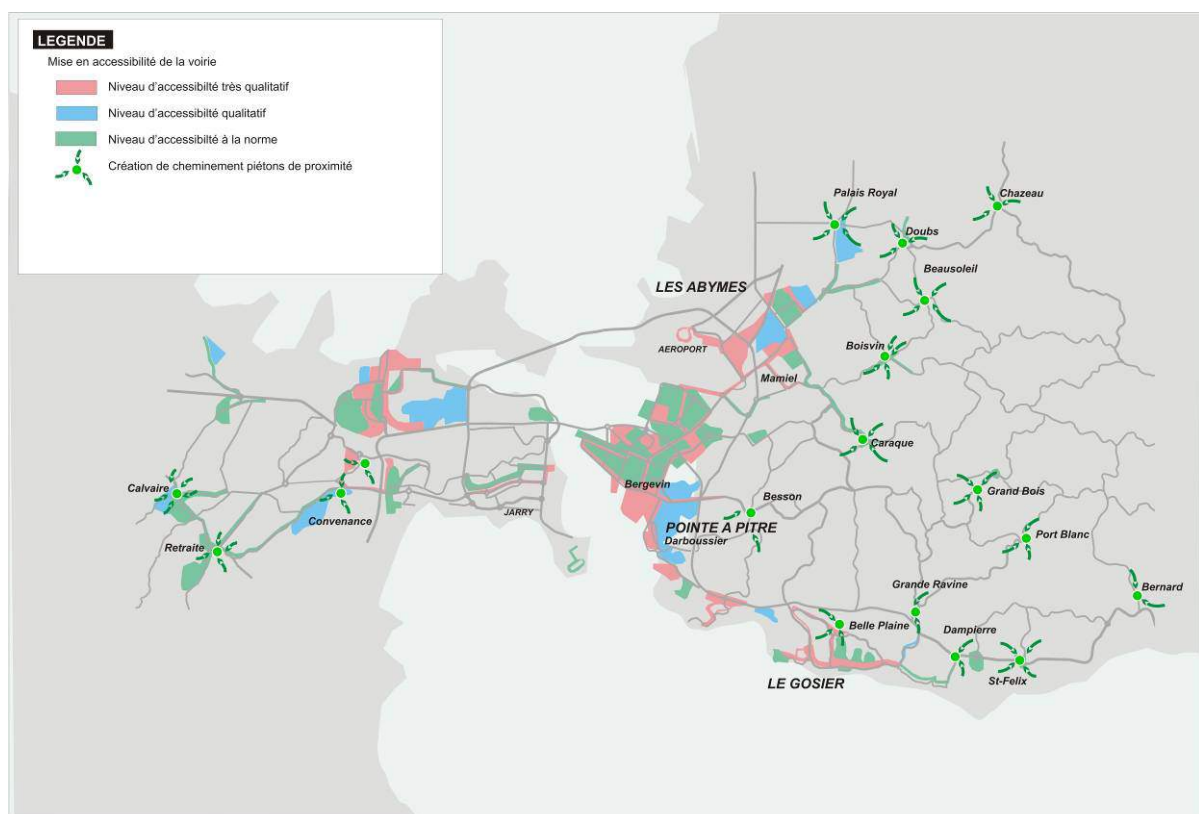 LEGENDE
Mise en accessibilité de la voirie
Niveau d'accessibilté très qualitatif
Niveau d'accessibilté qualitatif
Niveau d'accessibilté à la norme
Création de cheminement piétons de proximité
Palais Royal
Chazeau
Doubs
Beausoleil
LES ABYMES
AEROPORT
Boisvin
Mamiel
Caraque
Calvaire
Bergevin
Besson
Grand Bois
Convenance
JARRY
POINTE A PITRE
Darboussier
Port Blanc
Retraite
Grande Ravine
Bernard
Belle Plaine
Dampierre
LE GOSIER
St-Felix